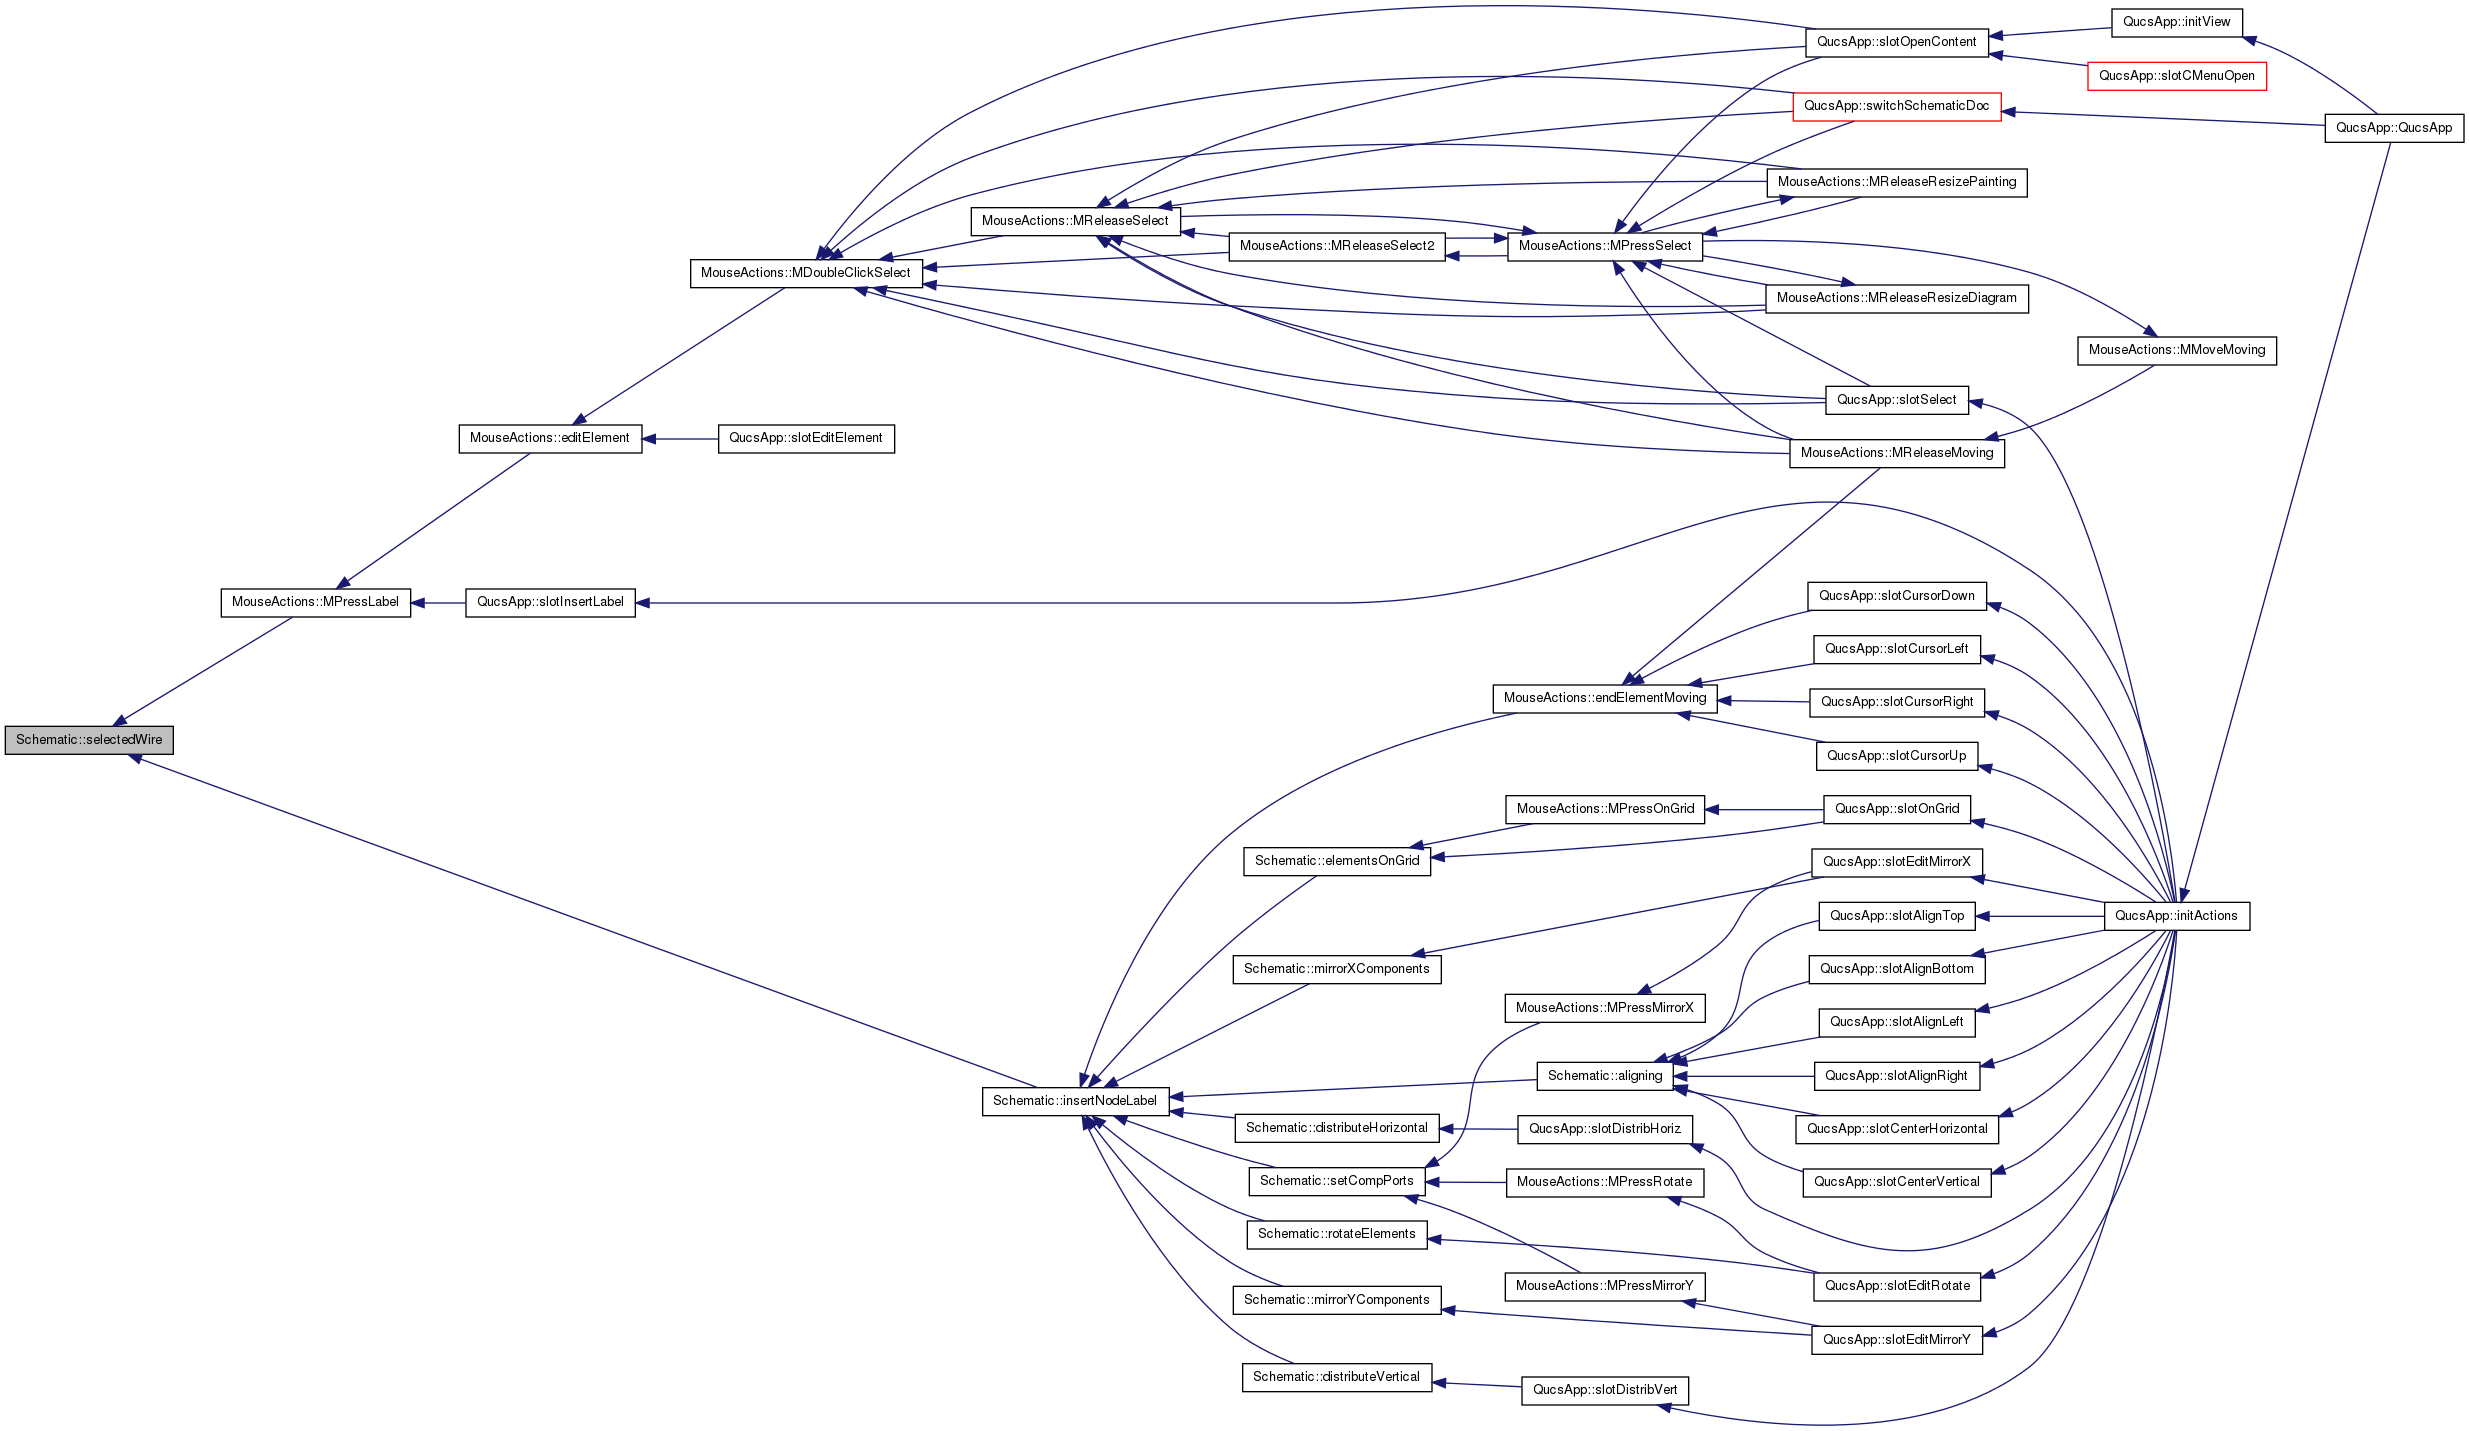 QucsApp::initView
QucsApp::slotOpenContent
QucsApp::slotCMenuOpen
QucsApp::switchSchematicDoc
QucsApp::QucsApp
MouseActions::MReleaseResizePainting
MouseActions::MReleaseSelect
MouseActions::MReleaseSelect2
MouseActions::MPressSelect
MouseActions::MDoubleClickSelect
MouseActions::MReleaseResizeDiagram
MouseActions::MMoveMoving
QucsApp::slotSelect
MouseActions::editElement
QucsApp::slotEditElement
MouseActions::MReleaseMoving
MouseActions::MPressLabel
QucsApp::slotInsertLabel
QucsApp::slotCursorDown
QucsApp::slotCursorLeft
MouseActions::endElementMoving
QucsApp::slotCursorRight
Schematic::selectedWire
QucsApp::slotCursorUp
MouseActions::MPressOnGrid
QucsApp::slotOnGrid
Schematic::elementsOnGrid
QucsApp::slotEditMirrorX
QucsApp::slotAlignTop
QucsApp::initActions
Schematic::mirrorXComponents
QucsApp::slotAlignBottom
MouseActions::MPressMirrorX
QucsApp::slotAlignLeft
Schematic::aligning
QucsApp::slotAlignRight
Schematic::insertNodeLabel
Schematic::distributeHorizontal
QucsApp::slotDistribHoriz
QucsApp::slotCenterHorizontal
Schematic::setCompPorts
MouseActions::MPressRotate
QucsApp::slotCenterVertical
Schematic::rotateElements
MouseActions::MPressMirrorY
QucsApp::slotEditRotate
Schematic::mirrorYComponents
QucsApp::slotEditMirrorY
Schematic::distributeVertical
QucsApp::slotDistribVert